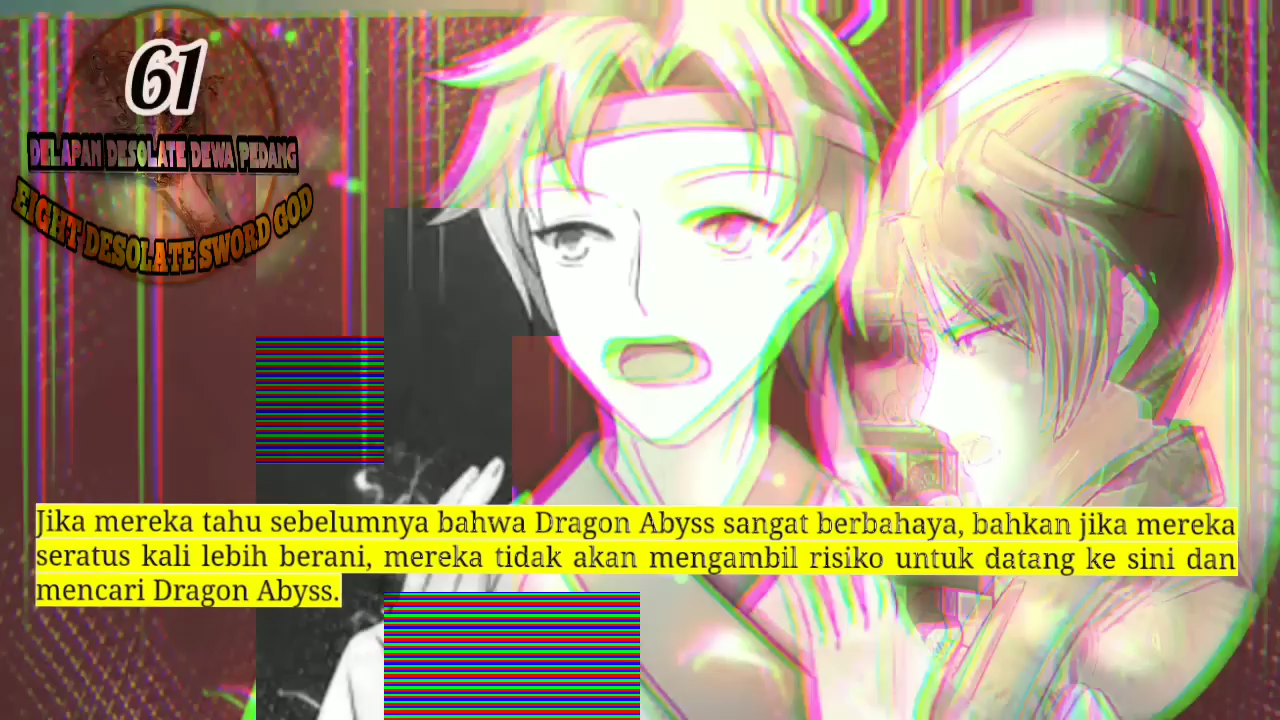 61
DELAPAN DESOLATE DEWA PEDANG
EIGHT DESOLATE SWORD GOD
Jika mereka tahu sebelumnya bahwa Dragon Abyss sangat berbahaya, bahkan jika mereka
seratus kali lebih berani, mereka tidak akan mengambil risiko untuk datang ke sini dan
mencari Dragon Abyss.